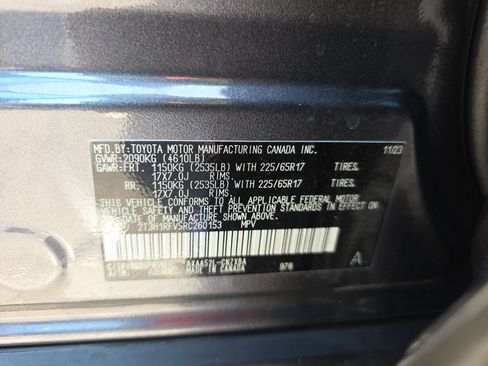 MFD.BY:TOYOTA MOTOR MANUFACTURING CANADA INC. 11/23
GVWR: 2090KG (4610LB)
GAWR:FRT. 1150KG (2535LB) WITH 225/65R17 TIRES.
17X7.0J RIMS.
RR. 1150KG (2535LB) WITH 225/65R17 TIRES.
17X7.0J RIMS.
THIS VEHICLE CONFORMS TO ALL APPLICABLE FEDERAL MOTOR
VEHICLE SAFETY AND THEFT PREVENTION STANDARDS IN EFFECT ON
THE DATE OF MANUFACTURE SHOWN ABOVE.
2T3H1RFV5RC260153 MPV
MADE IN CANADA 978 A